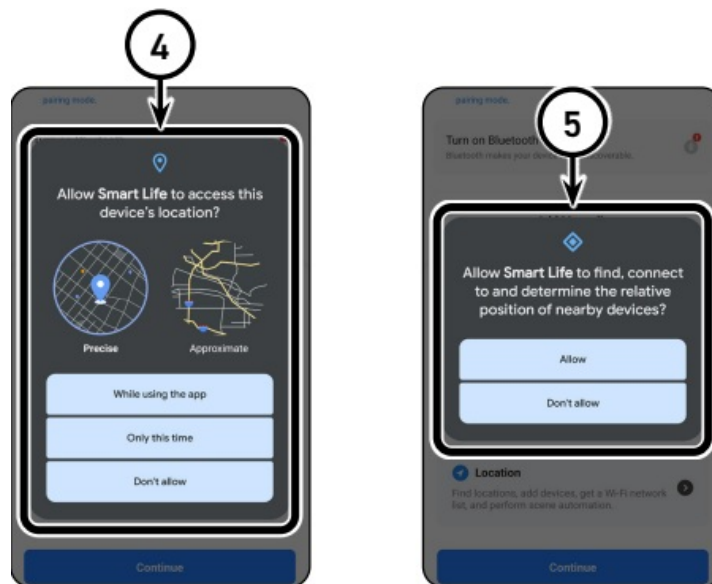 4
pairing mode.
Allow Smart Life to access this
device's location?
Precise
Approximate
While using the app
Only this time
Don't allow
Continue
5
pairing mode.
Turn on Bluetooth
Bluetooth makes your device
coverable.
Allow Smart Life to find, connect
to and determine the relative
position of nearby devices?
Allow
Don't allow
Location
Find locations, add devices, get a Wi-Fi network
list, and perform scene automation.
Continue